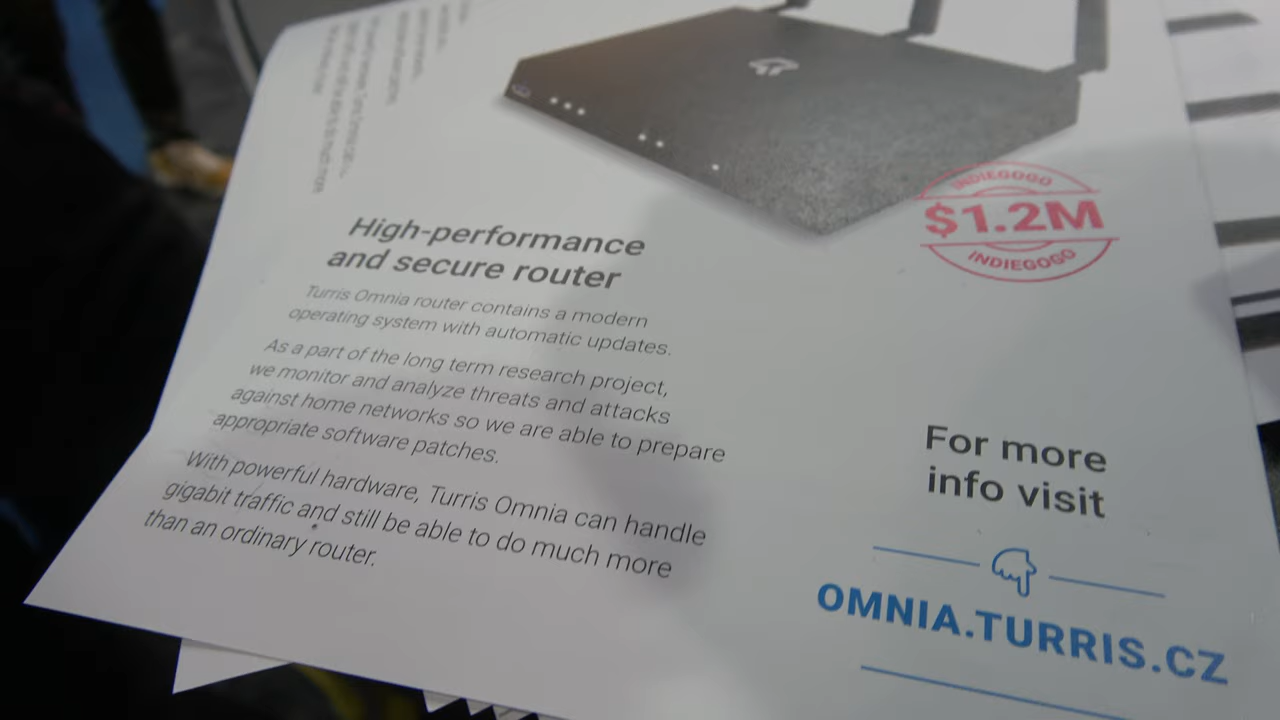 INDIEGOGO
$1.2M
INDIEGOGO
High-performance
and secure router
Turris Omnia router contains a modern
operating system with automatic updates.
As a part of the long term research project,
we monitor and analyze threats and attacks
against home networks so we are able to prepare
appropriate software patches.
With powerful hardware, Turris Omnia can handle
gigabit traffic and still be able to do much more
than an ordinary router.
For more
info visit
OMNIA.TURRIS.CZ